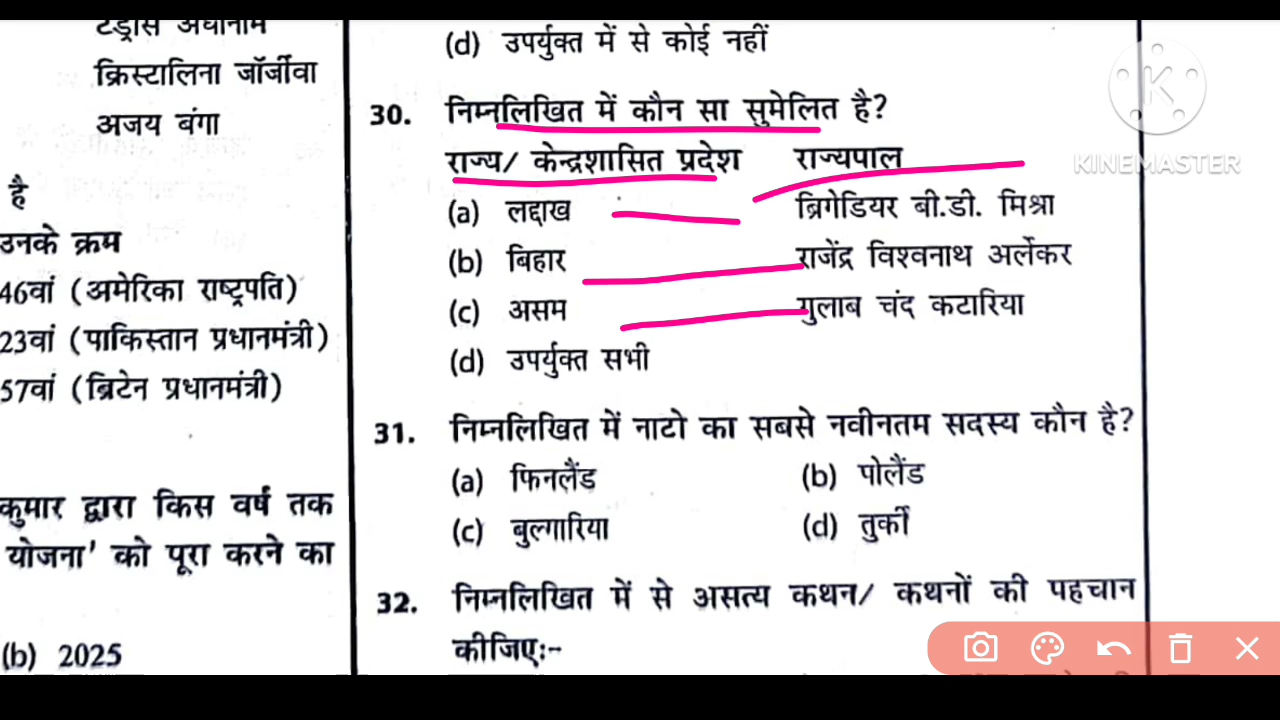 क्रिस्टालिना जॉर्जीवा
अजय बंगा
है
उनके क्रम
46वां (अमेरिका राष्ट्रपति)
23वां (पाकिस्तान प्रधानमंत्री)
57वां (ब्रिटेन प्रधानमंत्री)
कुमार द्वारा किस वर्ष तक
योजना' को पूरा करने का
(b) 2025
(d) उपर्युक्त में से कोई नहीं
30. निम्नलिखित में कौन सा सुमेलित है?
राज्य/ केन्द्रशासित प्रदेश राज्यपाल
(a) लद्दाख ब्रिगेडियर बी.डी. मिश्रा
(b) बिहार राजेंद्र विश्वनाथ अर्लेकर
(c) असम गुलाब चंद कटारिया
(d) उपर्युक्त सभी
31. निम्नलिखित में नाटो का सबसे नवीनतम सदस्य कौन है?
(a) फिनलैंड (b) पोलैंड
(c) बुल्गारिया (d) तुर्की
32. निम्नलिखित में से असत्य कथन/ कथनों की पहचान
कीजिए:-
K
KINEMASTER